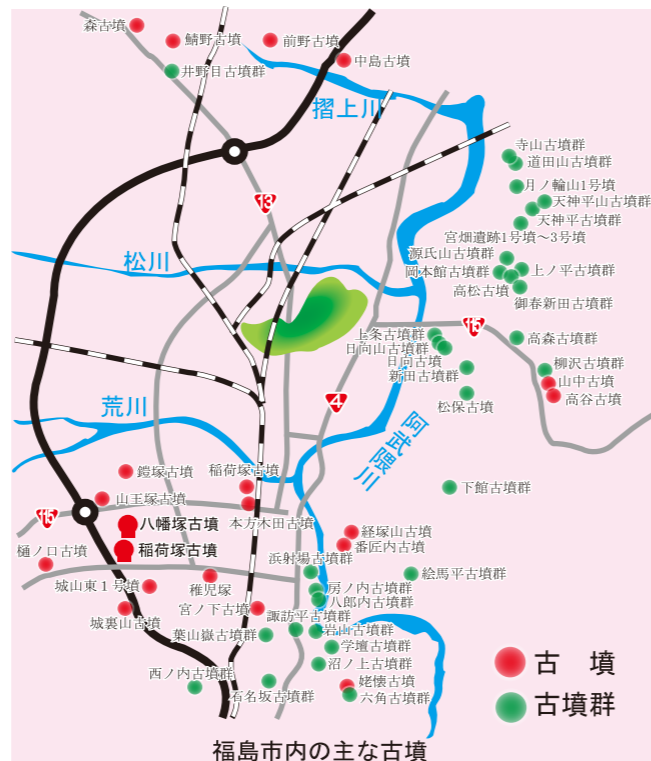 森古墳
鯖野古墳
前野古墳
中島古墳
井野目古墳群
摺上川
寺山古墳群
道田山古墳群
13
月ノ輪山1号墳
天神平山古墳群
天神平古墳群
宮畑遺跡1号墳〜3号墳
松川
源氏山古墳群
岡本館古墳群
上ノ平古墳群
高松古墳
御春新田古墳群
15
上条古墳群
日向山古墳群
日向古墳
新田古墳群
高森古墳群
柳沢古墳群
山中古墳
高谷古墳
4
松保古墳
荒川
阿武隈川
鎧塚古墳
稲荷塚古墳
下館古墳群
山王塚古墳
本方木田古墳
15
八幡塚古墳
稲荷塚古墳
経塚山古墳
番匠内古墳
樋ノ口古墳
浜射場古墳群
絵馬平古墳群
城山東1号墳
稚児塚
房ノ内古墳群
八郎内古墳群
宮ノ下古墳
諏訪平古墳群
城裏山古墳
葉山嶽古墳群
岩山古墳群
学壇古墳群
沼ノ上古墳群
西ノ内古墳群
有名坂古墳群
姥懐古墳
六角古墳群
古墳
古墳群
福島市内の主な古墳